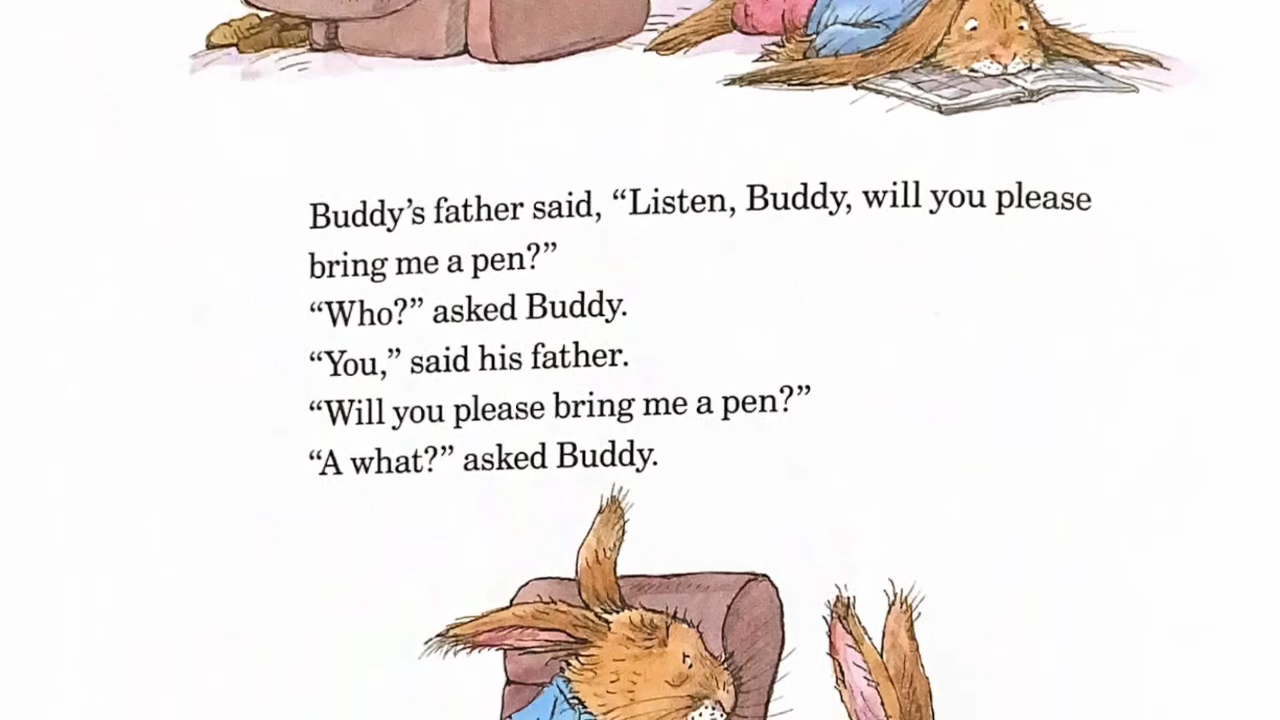 Buddy’s father said, “Listen, Buddy, will you please
bring me a pen?”
“Who?” asked Buddy.
“You,” said his father.
“Will you please bring me a pen?”
“A what?” asked Buddy.